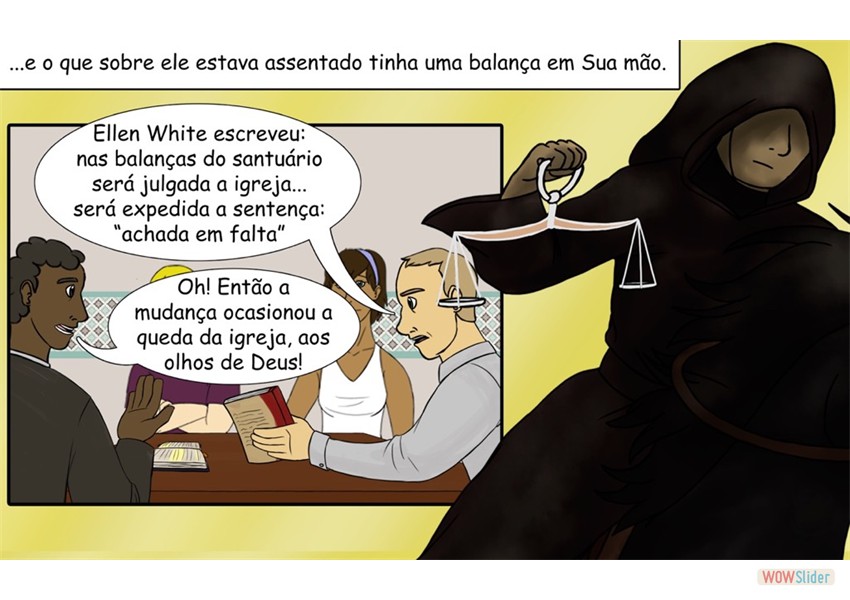 ...e o que sobre ele estava assentado tinha uma balança em Sua mão.
Ellen White escreveu:
nas balanças do santuário
será julgada a igreja...
será expedida a sentença:
“achada em falta”
Oh! Então a
mudança ocasionou a
queda da igreja, aos
olhos de Deus!
WOWSlider